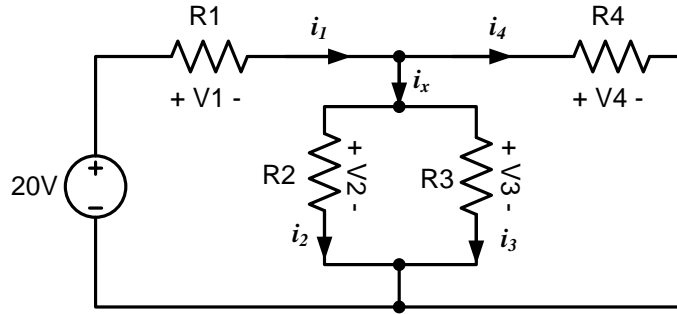 R1
i1
i4
R4
+ V1 -
ix
+ V4 -
20V
+
−
R2
+ V2 -
R3
+ V3 -
i2
i3